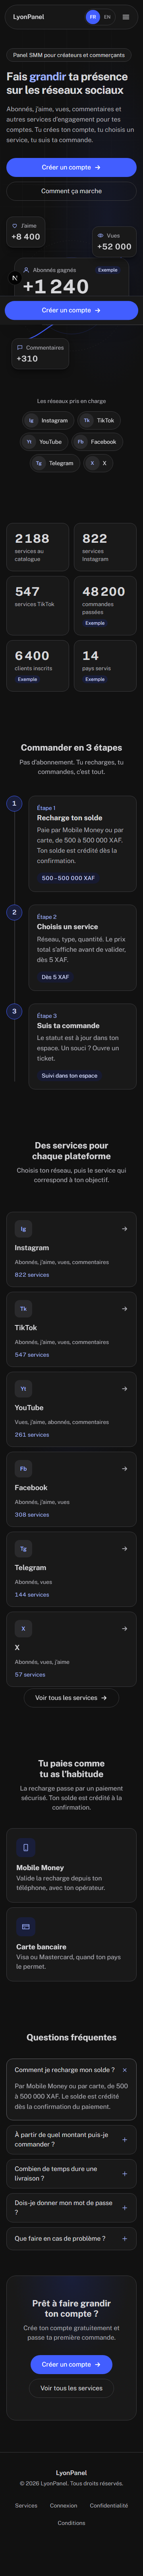 LyonPanel
FR
EN
Panel SMM pour créateurs et commerçants
Fais grandir ta présence
sur les réseaux sociaux
Abonnés, j'aime, vues, commentaires et
autres services d'engagement pour tes
comptes. Tu crées ton compte, tu choisis un
service, tu suis ta commande.
Créer un compte →
Comment ça marche
J'aime
+8 400
Vues
+52 000
Abonnés gagnés
Exemple
+1 240
N
Créer un compte →
Commentaires
+310
Les réseaux pris en charge
Ig Instagram
Tk TikTok
Yt YouTube
Fb Facebook
Tg Telegram
X X
2 188
services au
catalogue
822
services
Instagram
547
services TikTok
48 200
commandes
passées
Exemple
6 400
clients inscrits
Exemple
14
pays servis
Exemple
Commander en 3 étapes
Pas d'abonnement. Tu recharges, tu
commandes, c'est tout.
1
Étape 1
Recharge ton solde
Paie par Mobile Money ou par
carte, de 500 à 500 000 XAF.
Ton solde est crédité dès la
confirmation.
500 – 500 000 XAF
2
Étape 2
Choisis un service
Réseau, type, quantité. Le prix
total s'affiche avant de valider,
dès 5 XAF.
Dès 5 XAF
3
Étape 3
Suis ta commande
Le statut est à jour dans ton
espace. Un souci ? Ouvre un
ticket.
Suivi dans ton espace
Des services pour
chaque plateforme
Choisis ton réseau, puis le service qui
correspond à ton objectif.
Ig
→
Instagram
Abonnés, j'aime, vues, commentaires
822 services
Tk
→
TikTok
Abonnés, j'aime, vues, commentaires
547 services
Yt
→
YouTube
Vues, j'aime, abonnés, commentaires
261 services
Fb
→
Facebook
Abonnés, j'aime, vues
308 services
Tg
→
Telegram
Abonnés, vues
144 services
X
→
X
Abonnés, vues, j'aime
57 services
Voir tous les services →
Tu paies comme
tu as l'habitude
La recharge passe par un paiement
sécurisé. Ton solde est crédité à la
confirmation.
Mobile Money
Valide la recharge depuis ton
téléphone, avec ton opérateur.
Carte bancaire
Visa ou Mastercard, quand ton pays
le permet.
Questions fréquentes
Comment je recharge mon solde ?
Par Mobile Money ou par carte, de 500
à 500 000 XAF. Le solde est crédité
dès la confirmation du paiement.
À partir de quel montant puis-je
commander ?
Combien de temps dure une
livraison ?
Dois-je donner mon mot de passe
?
Que faire en cas de problème ?
Prêt à faire grandir
ton compte ?
Crée ton compte gratuitement et
passe ta première commande.
Créer un compte →
Voir tous les services
LyonPanel
© 2026 LyonPanel. Tous droits réservés.
Services
Connexion
Confidentialité
Conditions